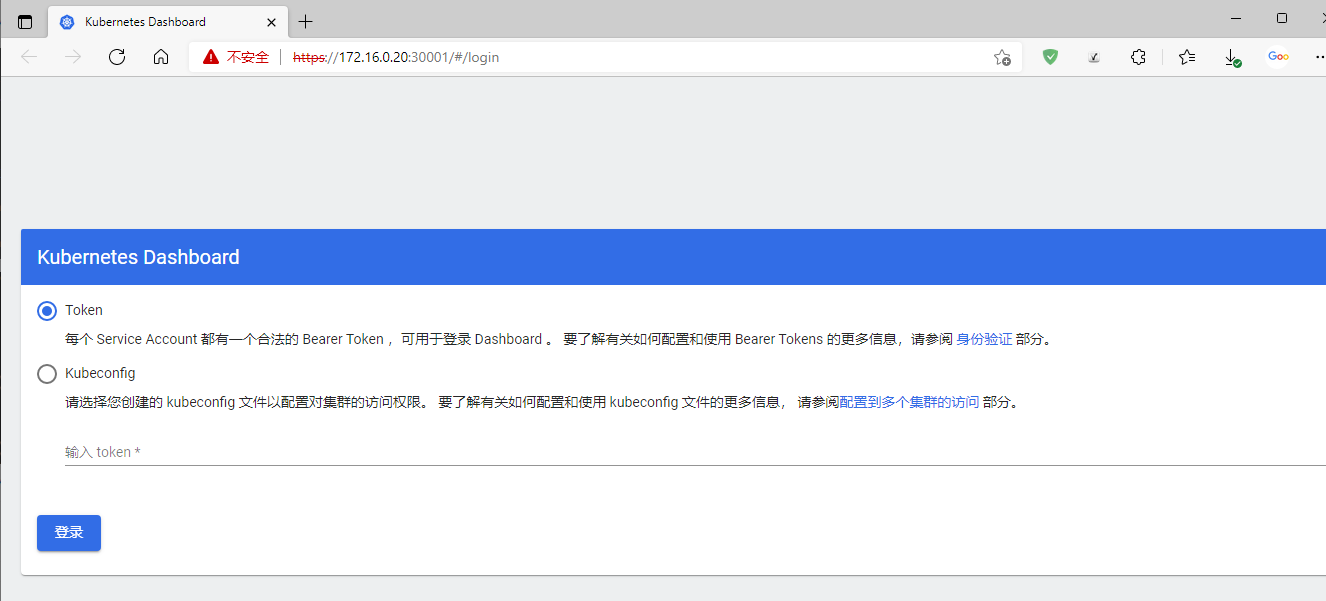 Kubernetes Dashboard
不安全 https://172.16.0.20:30001/#/login
Goo
Kubernetes Dashboard
Token
每个 Service Account 都有一个合法的 Bearer Token ，可用于登录 Dashboard 。 要了解有关如何配置和使用 Bearer Tokens 的更多信息，请参阅 身份验证 部分。
Kubeconfig
请选择您创建的 kubeconfig 文件以配置对集群的访问权限。 要了解有关如何配置和使用 kubeconfig 文件的更多信息， 请参阅配置到多个集群的访问 部分。
输入 token *
登录